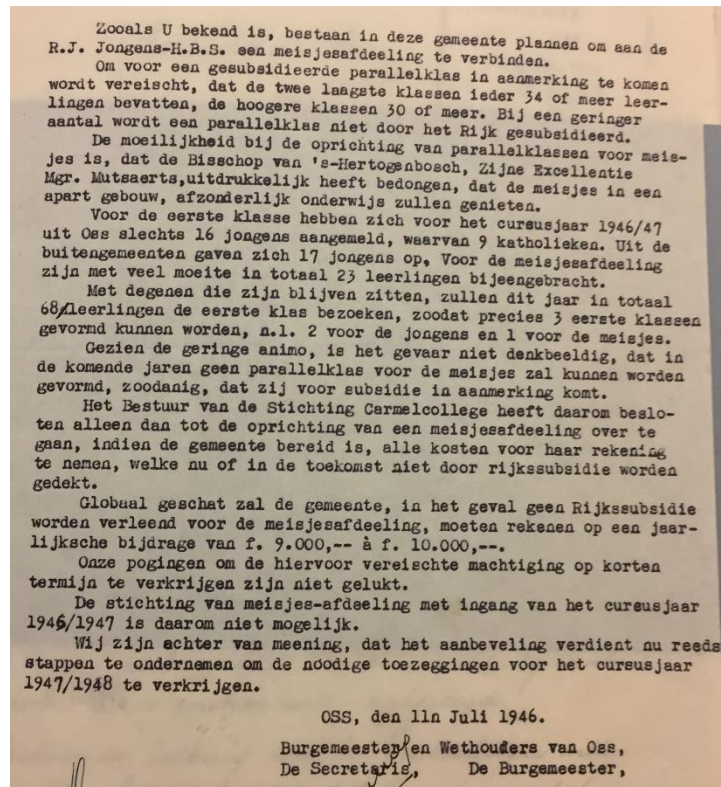 Zooals U bekend is, bestaan in deze gemeente plannen om aan de
R.J. Jongens-H.B.S. een meisjesafdeeling te verbinden.
Om voor een gesubsidieerde parallelklas in aanmerking te komen
wordt vereischt, dat de twee laagste klassen ieder 34 of meer leer-
lingen bevatten, de hoogere klassen 30 of meer. Bij een geringer
aantal wordt een parallelklas niet door het Rijk gesubsidieerd.
De moeilijkheid bij de oprichting van parallelklassen voor meis-
jes is, dat de Bisschop van 's-Hertogenbosch, Zijne Excellentie
Mgr. Mutsaerts,uitdrukkelijk heeft bedongen, dat de meisjes in een
apart gebouw, afzonderlijk onderwijs zullen genieten.
Voor de eerste klasse hebben zich voor het cursusjaar 1946/47
uit Oss slechts 16 jongens aangemeld, waarvan 9 katholieken. Uit de
buitengemeenten gaven zich 17 jongens op. Voor de meisjesafdeeling
zijn met veel moeite in totaal 23 leerlingen bijeengebracht.
Met degenen die zijn blijven zitten, zullen dit jaar in totaal
68 leerlingen de eerste klas bezoeken, zoodat precies 3 eerste klassen
gevormd kunnen worden, n.l. 2 voor de jongens en 1 voor de meisjes.
Gezien de geringe animo, is het gevaar niet denkbeeldig, dat in
de komende jaren geen parallelklas voor de meisjes zal kunnen worden
gevormd, zoodanig, dat zij voor subsidie in aanmerking komt.
Het Bestuur van de Stichting Carmelcollege heeft daarom beslo-
ten alleen dan tot de oprichting van een meisjesafdeeling over te
gaan, indien de gemeente bereid is, alle kosten voor haar rekening
te nemen, welke nu of in de toekomst niet door rijkssubsidie worden
gedekt.
Globaal geschat zal de gemeente, in het geval geen Rijkssubsidie
worden verleend voor de meisjesafdeeling, moeten rekenen op een jaar-
lijksche bijdrage van f. 9.000,-- à f. 10.000,--.
Onze pogingen om de hiervoor vereischte machtiging op korten
termijn te verkrijgen zijn niet gelukt.
De stichting van meisjes-afdeeling met ingang van het cursusjaar
1946/1947 is daarom niet mogelijk.
Wij zijn achter van meening, dat het aanbeveling verdient nu reeds
stappen te ondernemen om de noodige toezeggingen voor het cursusjaar
1947/1948 te verkrijgen.
OSS, den 11n Juli 1946.
Burgemeester en Wethouders van Oss,
De Secretaris, De Burgemeester,